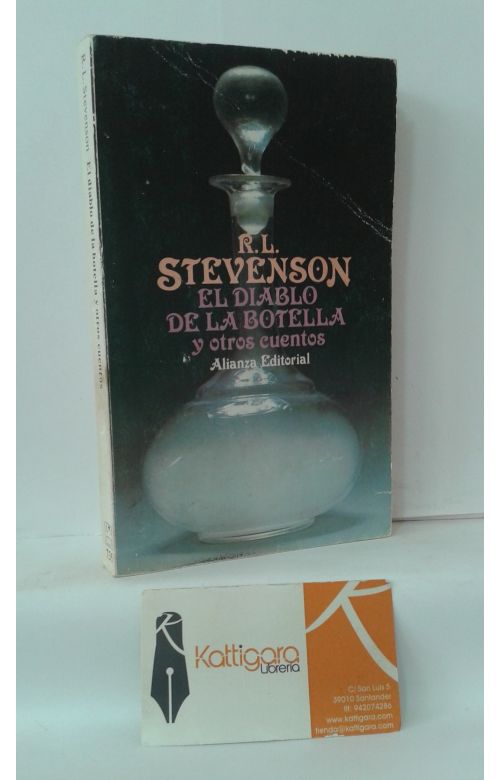 R. L. Stevenson El diablo de la botella y otros cuentos
R. L.
STEVENSON
EL DIABLO
DE LA BOTELLA
y otros cuentos
Alianza Editorial
Kattigara
Librería
C/ San Luis 5
39010 Santander
tlf: 942074286
www.kattigara.com
tienda@kattigara.com